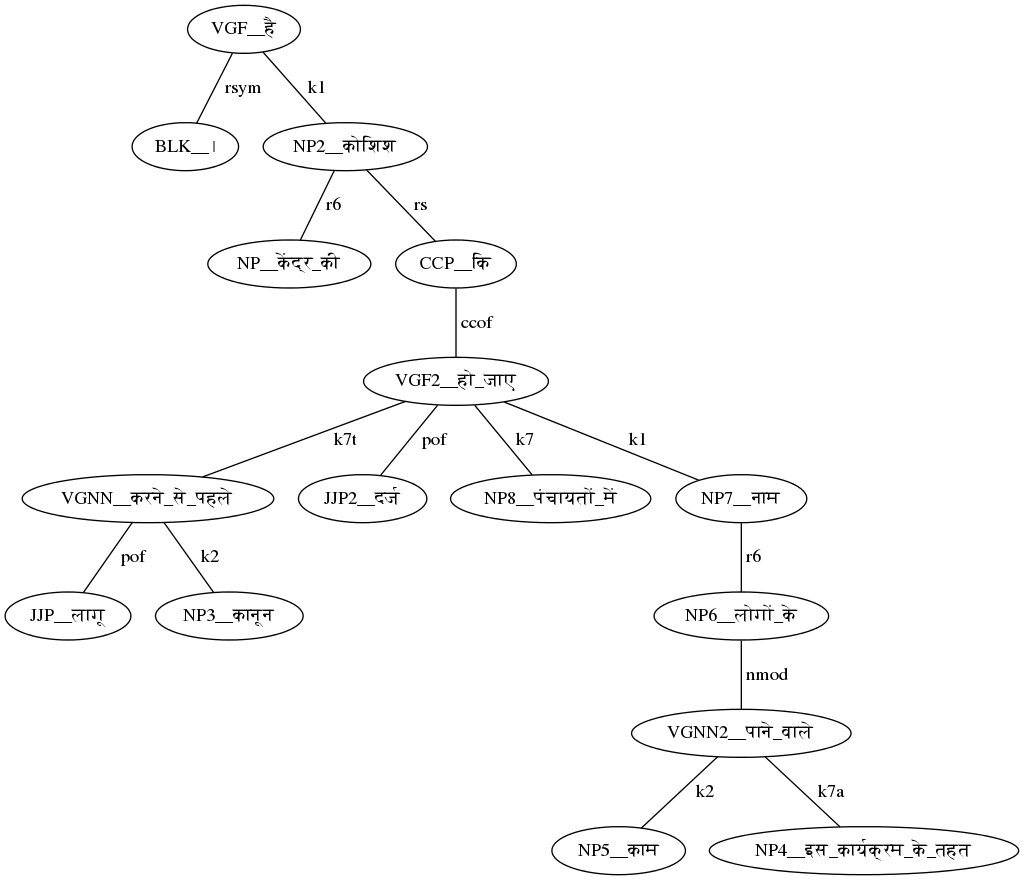 VGF__है
rsym k1
BLK__। NP2__कोशिश
r6 rs
NP__केंद्र_की CCP__कि
ccof
VGF2__हो_जाए
k7t pof k7 k1
VGNN__करने_से_पहले JJP2__दर्ज NP8__पंचायतों_में NP7__नाम
pof k2 r6
JJP__लागू NP3__कानून NP6__लोगों_के
nmod
VGNN2__पाने_वाले
k2 k7a
NP5__काम NP4__इस_कार्यक्रम_के_तहत